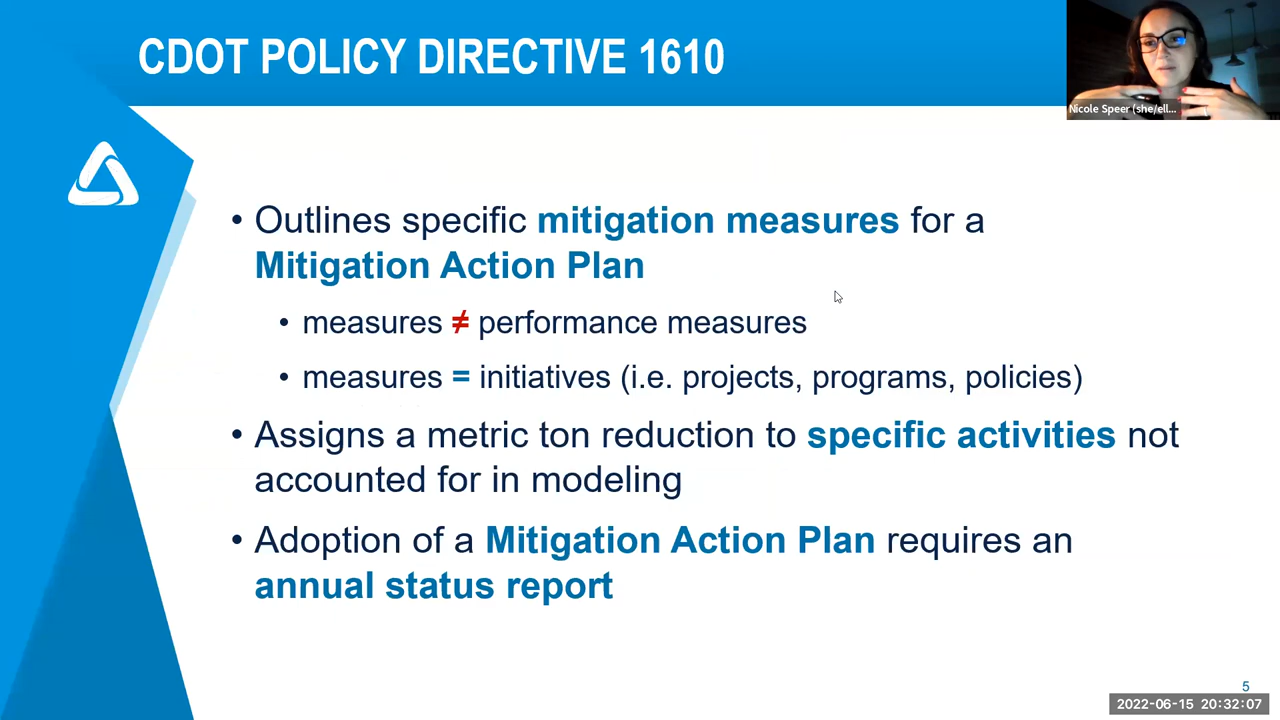 CDOT POLICY DIRECTIVE 1610
Nicole Speer (she/ell...
• Outlines specific mitigation measures for a
Mitigation Action Plan
• measures ≠ performance measures
• measures = initiatives (i.e. projects, programs, policies)
• Assigns a metric ton reduction to specific activities not
accounted for in modeling
• Adoption of a Mitigation Action Plan requires an
annual status report
5
2022-06-15 20:32:07